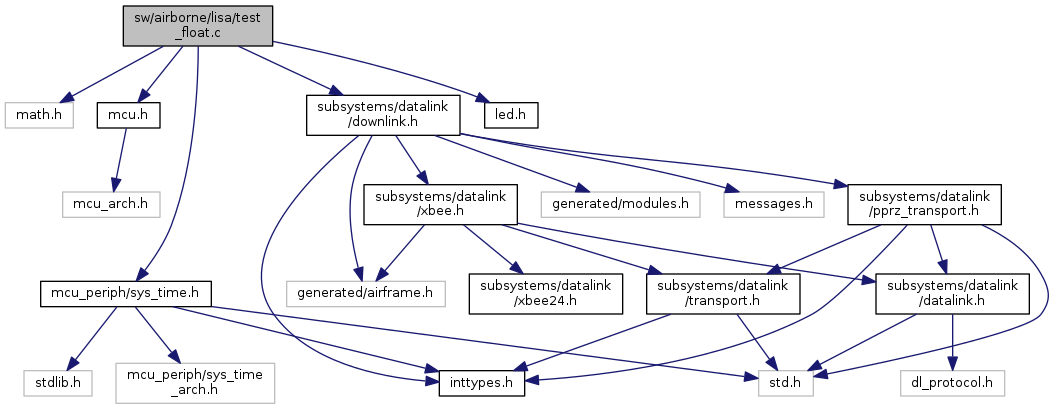 sw/airborne/lisa/test
_float.c
math.h
mcu.h
subsystems/datalink
/downlink.h
led.h
mcu_arch.h
subsystems/datalink
/xbee.h
generated/modules.h
messages.h
subsystems/datalink
/pprz_transport.h
mcu_periph/sys_time.h
generated/airframe.h
subsystems/datalink
/xbee24.h
subsystems/datalink
/transport.h
subsystems/datalink
/datalink.h
stdlib.h
mcu_periph/sys_time
_arch.h
inttypes.h
std.h
dl_protocol.h